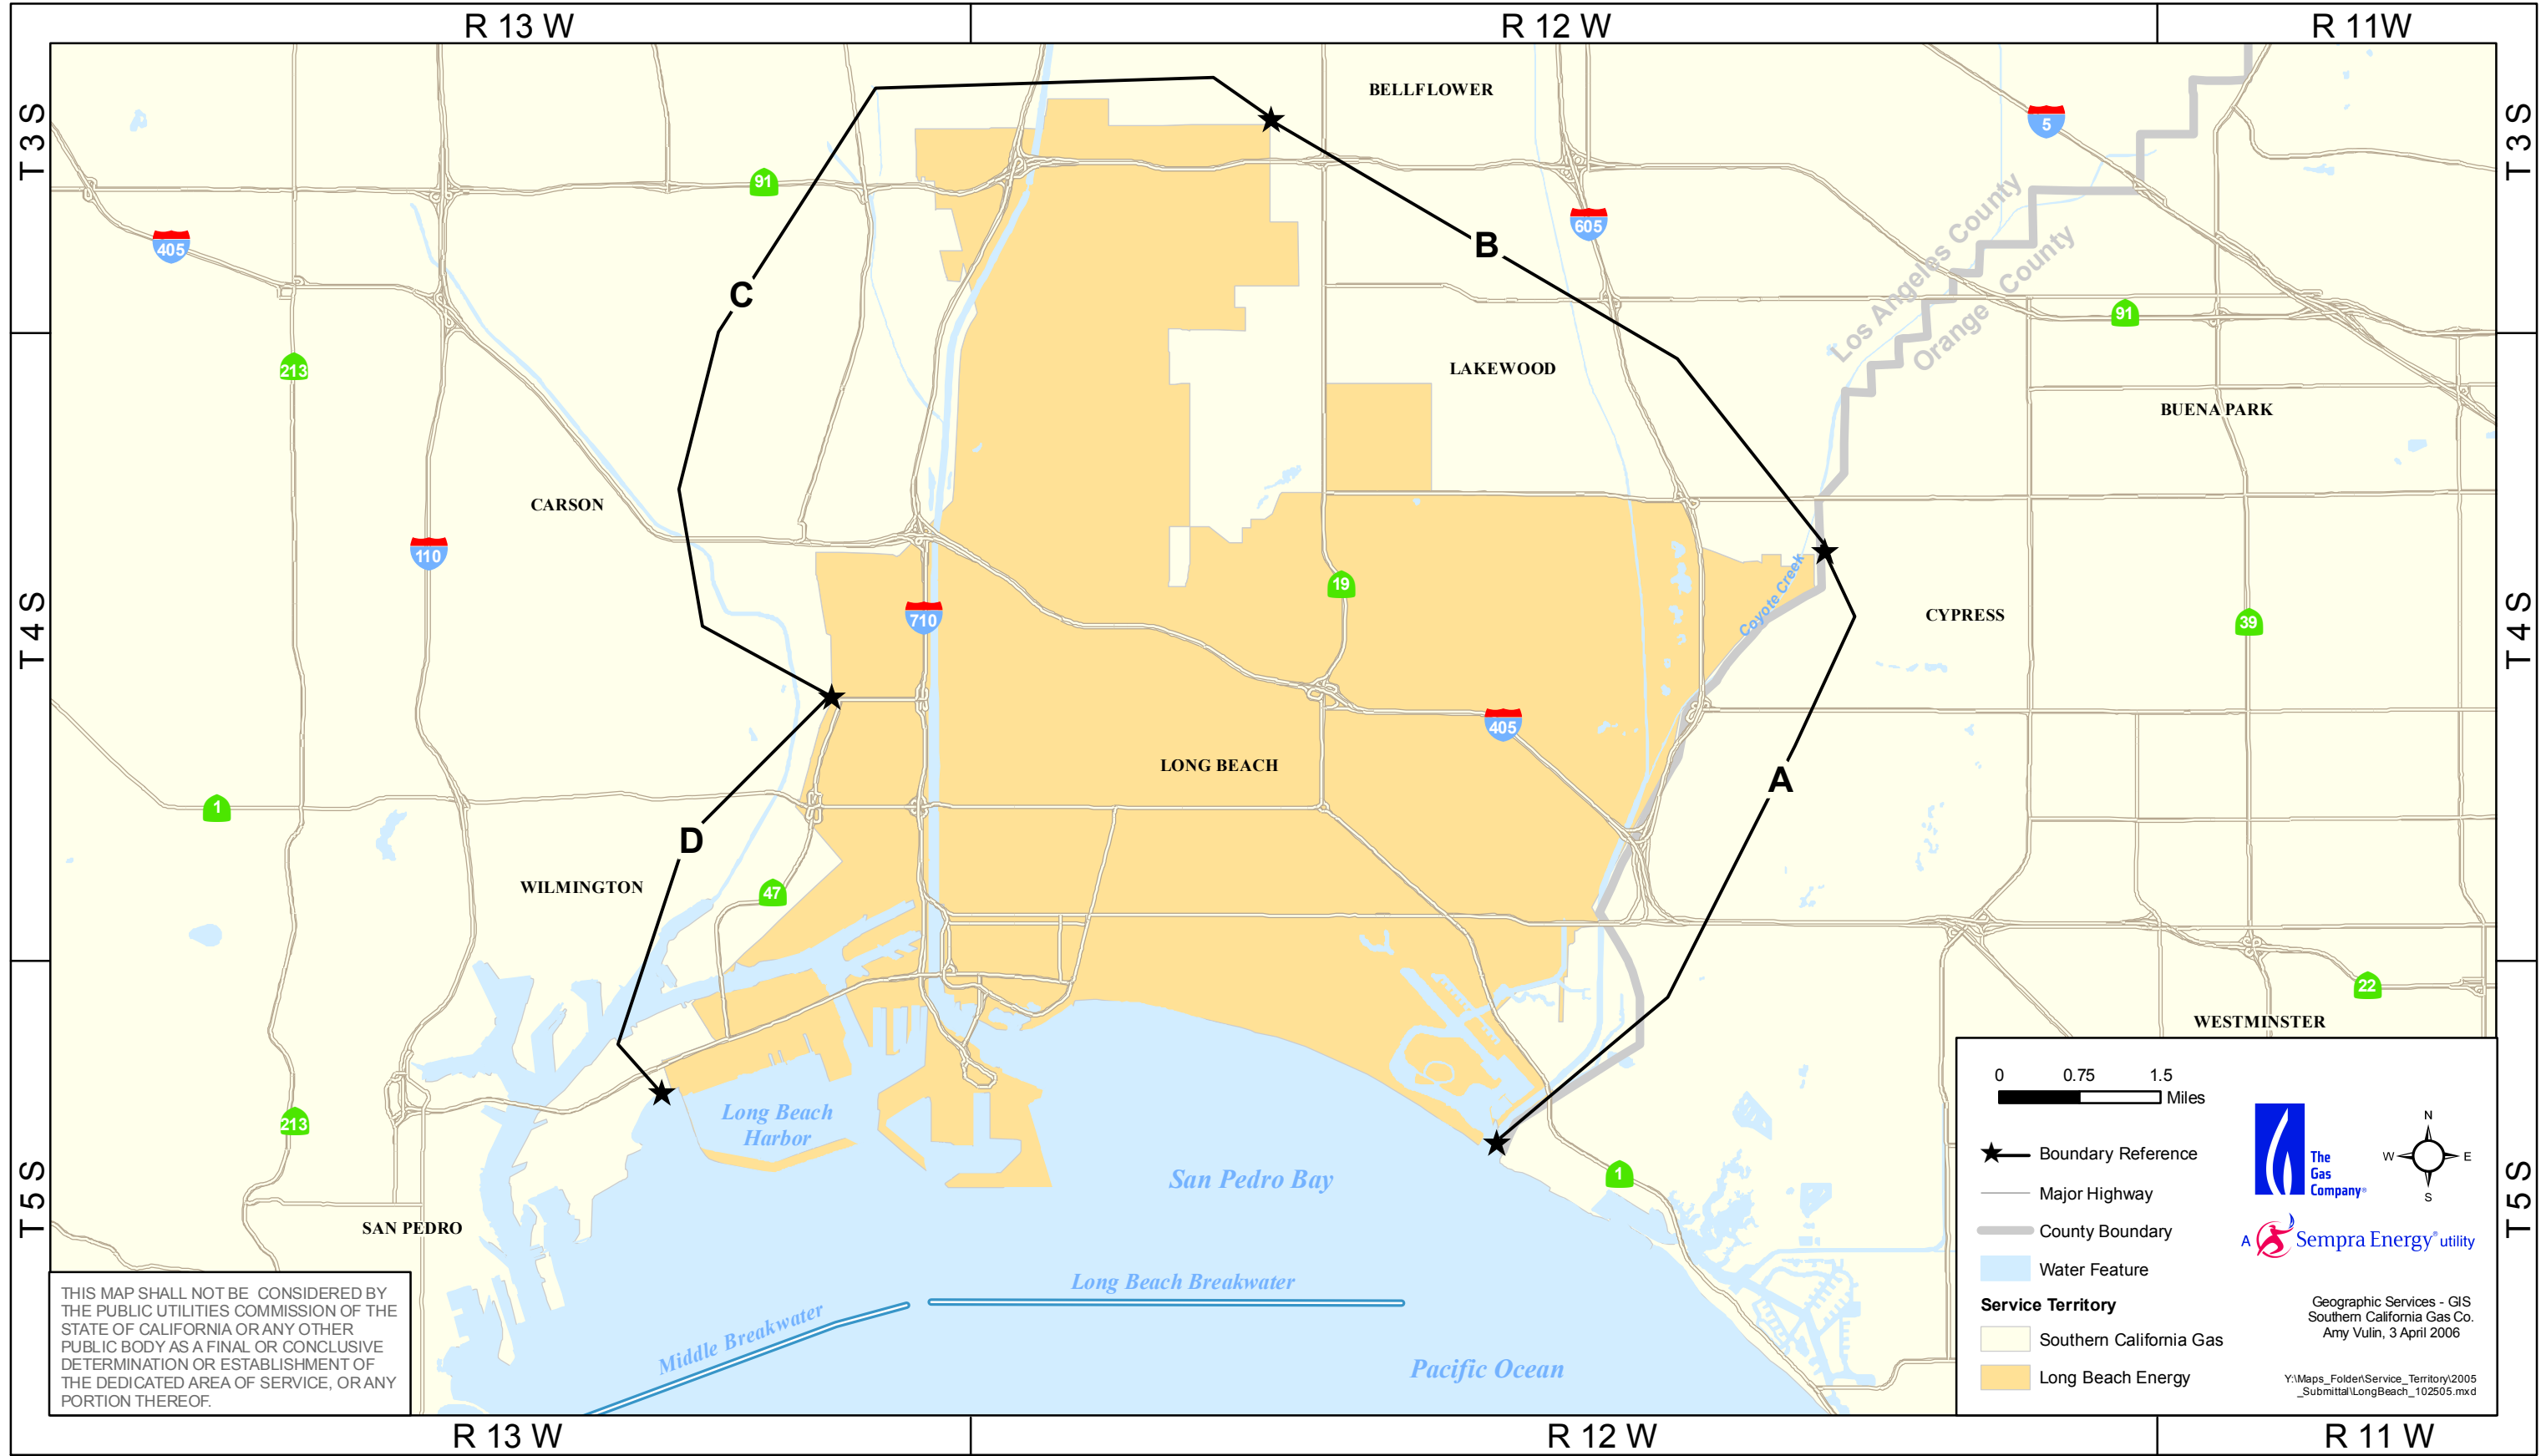 R 13 W
R 12 W
R 11W
T 3 S
T 3 S
BELLFLOWER
5
91
605
405
Los Angeles County
Orange County
B
C
91
213
LAKEWOOD
BUENA PARK
CARSON
110
19
Coyote Creek
710
CYPRESS
39
T 4 S
T 4 S
405
LONG BEACH
A
1
D
WILMINGTON
47
22
WESTMINSTER
Long Beach
Harbor
213
San Pedro Bay
1
T 5 S
T 5 S
SAN PEDRO
Long Beach Breakwater
Middle Breakwater
Pacific Ocean
THIS MAP SHALL NOT BE CONSIDERED BY
THE PUBLIC UTILITIES COMMISSION OF THE
STATE OF CALIFORNIA OR ANY OTHER
PUBLIC BODY AS A FINAL OR CONCLUSIVE
DETERMINATION OR ESTABLISHMENT OF
THE DEDICATED AREA OF SERVICE, OR ANY
PORTION THEREOF.
0 0.75 1.5
Miles
Boundary Reference
Major Highway
County Boundary
Water Feature
Service Territory
Southern California Gas
Long Beach Energy
The
Gas
Company®
N
W E
S
A Sempra Energy® utility
Geographic Services - GIS
Southern California Gas Co.
Amy Vulin, 3 April 2006
Y:\Maps_Folder\Service_Territory\2005
_Submittal\LongBeach_102505.mxd
R 13 W
R 12 W
R 11 W